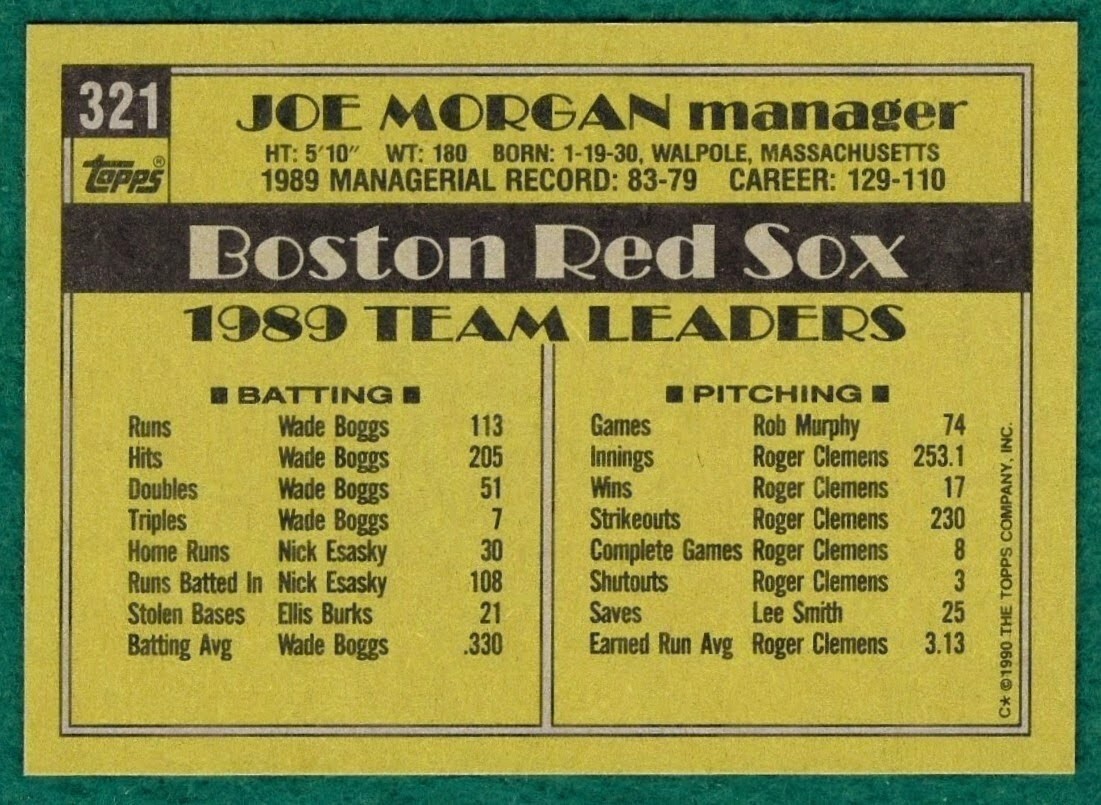 321
TOPPS®
JOE MORGAN manager
HT: 5'10" WT: 180 BORN: 1-19-30, WALPOLE, MASSACHUSETTS
1989 MANAGERIAL RECORD: 83-79 CAREER: 129-110
Boston Red Sox
1989 TEAM LEADERS
■ BATTING ■
Runs Wade Boggs 113
Hits Wade Boggs 205
Doubles Wade Boggs 51
Triples Wade Boggs 7
Home Runs Nick Esasky 30
Runs Batted In Nick Esasky 108
Stolen Bases Ellis Burks 21
Batting Avg Wade Boggs .330
■ PITCHING ■
Games Rob Murphy 74
Innings Roger Clemens 253.1
Wins Roger Clemens 17
Strikeouts Roger Clemens 230
Complete Games Roger Clemens 8
Shutouts Roger Clemens 3
Saves Lee Smith 25
Earned Run Avg Roger Clemens 3.13
C* ©1990 THE TOPPS COMPANY, INC.